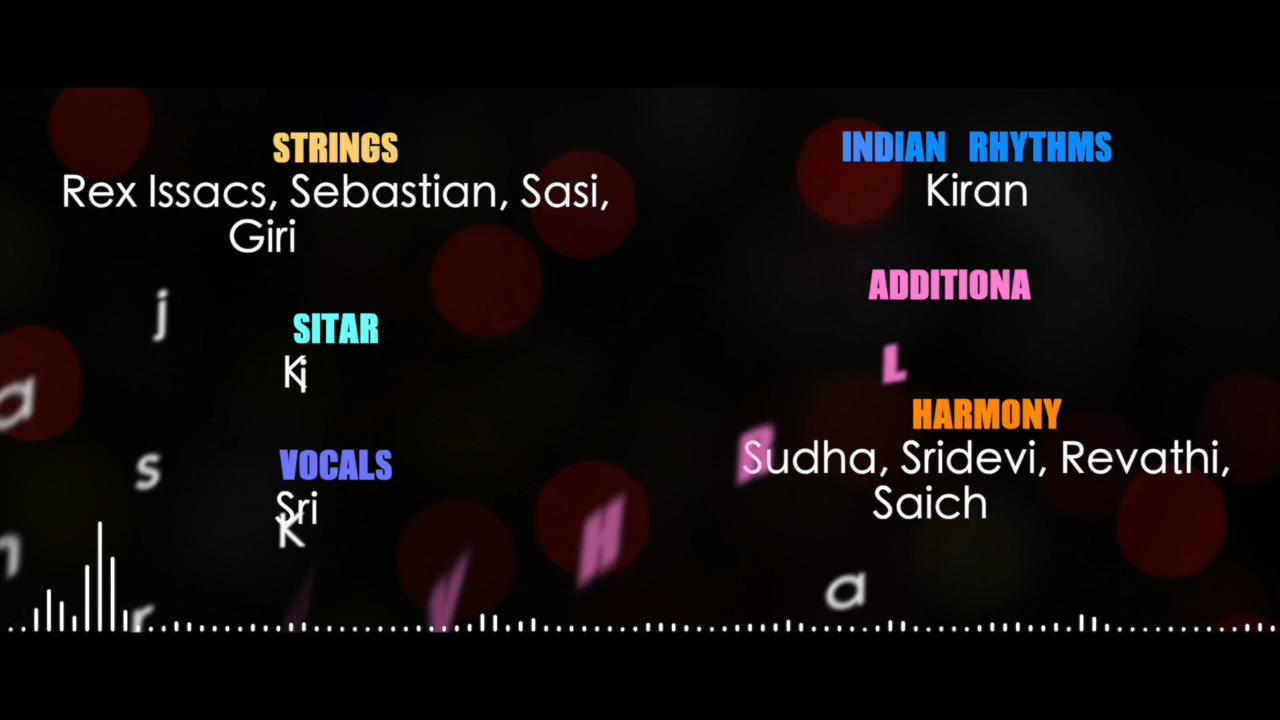 STRINGS
Rex Issacs, Sebastian, Sasi,
Giri
SITAR
VOCALS
Sri
INDIAN RHYTHMS
Kiran
ADDITIONA
L
HARMONY
Sudha, Sridevi, Revathi,
Saich